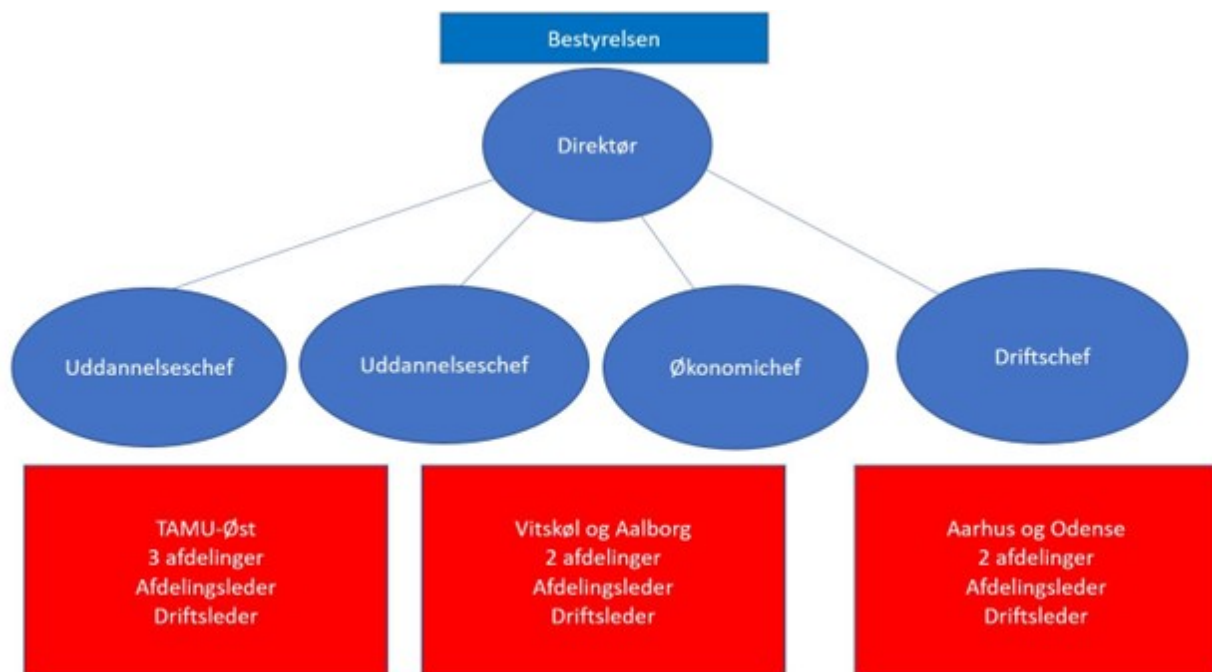 Bestyrelsen
Direktør
Uddannelseschef
Uddannelseschef
Økonomichef
Driftschef
TAMU-Øst
3 afdelinger
Afdelingsleder
Driftsleder
Vitskøl og Aalborg
2 afdelinger
Afdelingsleder
Driftsleder
Aarhus og Odense
2 afdelinger
Afdelingsleder
Driftsleder